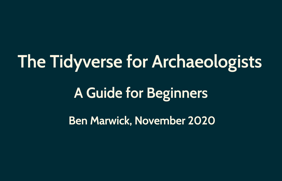 The Tidyverse for Archaeologists
A Guide for Beginners
Ben Marwick, November 2020